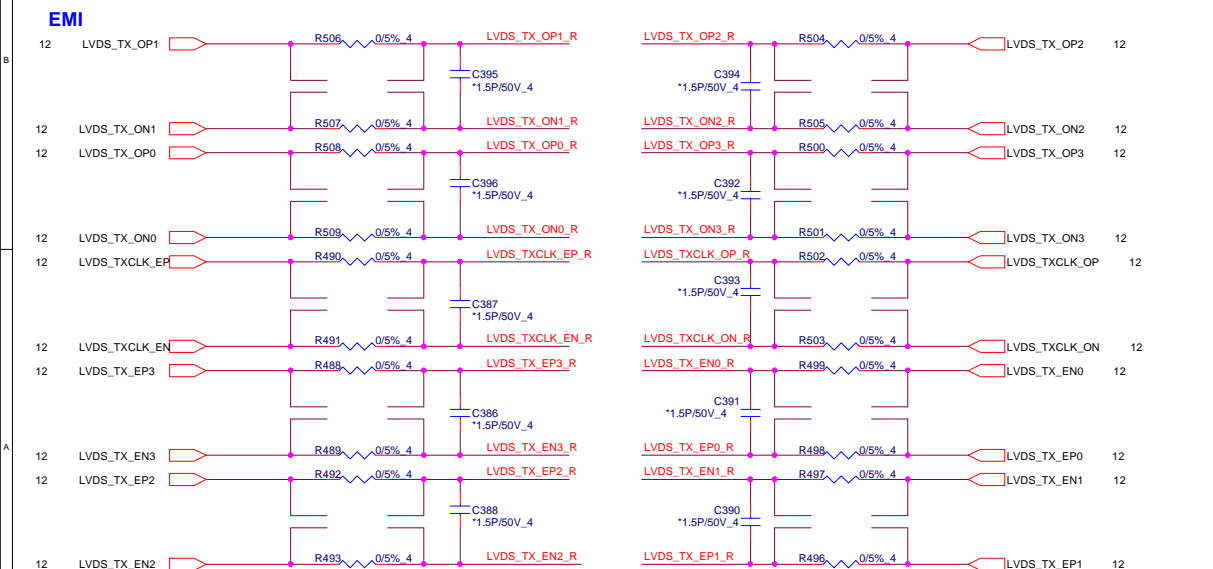 EMI
12 LVDS_TX_OP1 R506 0/5%_4 LVDS_TX_OP1_R LVDS_TX_OP2_R R504 0/5%_4 LVDS_TX_OP2 12
B
C395 C394
*1.5P/50V_4 *1.5P/50V_4
12 LVDS_TX_ON1 R507 0/5%_4 LVDS_TX_ON1_R LVDS_TX_ON2_R R505 0/5%_4 LVDS_TX_ON2 12
12 LVDS_TX_OP0 R508 0/5%_4 LVDS_TX_OP0_R LVDS_TX_OP3_R R500 0/5%_4 LVDS_TX_OP3 12
C396 C392
*1.5P/50V_4 *1.5P/50V_4
12 LVDS_TX_ON0 R509 0/5%_4 LVDS_TX_ON0_R LVDS_TX_ON3_R R501 0/5%_4 LVDS_TX_ON3 12
12 LVDS_TXCLK_EP R490 0/5%_4 LVDS_TXCLK_EP_R LVDS_TXCLK_OP_R R502 0/5%_4 LVDS_TXCLK_OP 12
C387 C393
*1.5P/50V_4 *1.5P/50V_4
12 LVDS_TXCLK_EN R491 0/5%_4 LVDS_TXCLK_EN_R LVDS_TXCLK_ON_R R503 0/5%_4 LVDS_TXCLK_ON 12
12 LVDS_TX_EP3 R488 0/5%_4 LVDS_TX_EP3_R LVDS_TX_EN0_R R499 0/5%_4 LVDS_TX_EN0 12
C386 C391
*1.5P/50V_4 *1.5P/50V_4
A
12 LVDS_TX_EN3 R489 0/5%_4 LVDS_TX_EN3_R LVDS_TX_EP0_R R498 0/5%_4 LVDS_TX_EP0 12
12 LVDS_TX_EP2 R492 0/5%_4 LVDS_TX_EP2_R LVDS_TX_EN1_R R497 0/5%_4 LVDS_TX_EN1 12
C388 C390
*1.5P/50V_4 *1.5P/50V_4
12 LVDS_TX_EN2 R493 0/5%_4 LVDS_TX_EN2_R LVDS_TX_EP1_R R496 0/5%_4 LVDS_TX_EP1 12